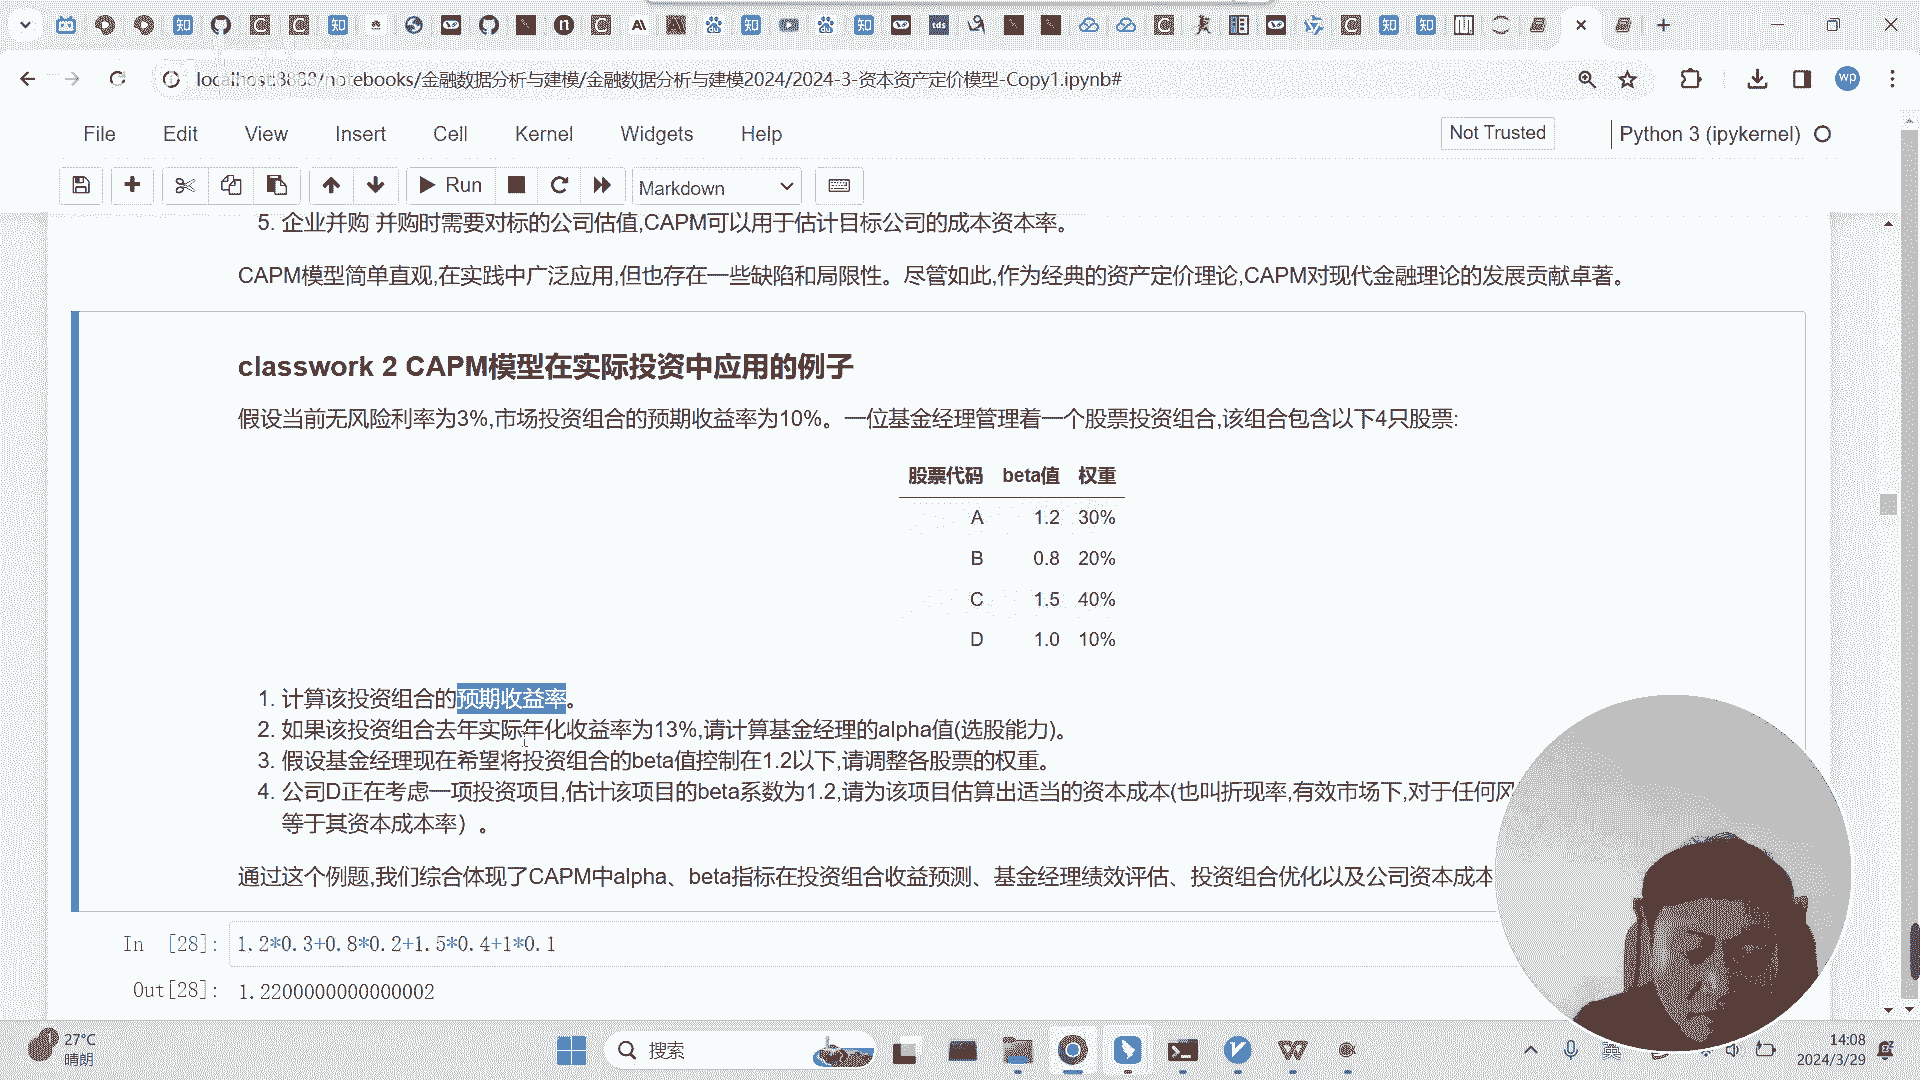 localhost:8888/notebooks/金融数据分析与建模/金融数据分析与建模2024/2024-3-资本资产定价模型-Copy1.ipynb#
wp
File Edit View Insert Cell Kernel Widgets Help
Not Trusted
Python 3 (ipykernel)
Run
Markdown
5. 企业并购 并购时需要对标的公司估值,CAPM可以用于估计目标公司的成本资本率。
CAPM模型简单直观,在实践中广泛应用,但也存在一些缺陷和局限性。尽管如此,作为经典的资产定价理论,CAPM对现代金融理论的发展贡献卓著。
classwork 2 CAPM模型在实际投资中应用的例子
假设当前无风险利率为3%,市场投资组合的预期收益率为10%。一位基金经理管理着一个股票投资组合,该组合包含以下4只股票:
股票代码 beta值 权重
A 1.2 30%
B 0.8 20%
C 1.5 40%
D 1.0 10%
1. 计算该投资组合的预期收益率。
2. 如果该投资组合去年实际年化收益率为13%,请计算基金经理的alpha值(选股能力)。
3. 假设基金经理现在希望将投资组合的beta值控制在1.2以下,请调整各股票的权重。
4. 公司D正在考虑一项投资项目,估计该项目的beta系数为1.2,请为该项目估算出适当的资本成本(也叫折现率,有效市场下,对于任何风
等于其资本成本率）。
通过这个例题,我们综合体现了CAPM中alpha、beta指标在投资组合收益预测、基金经理绩效评估、投资组合优化以及公司资本成本
In [28]: 1.2*0.3+0.8*0.2+1.5*0.4+1*0.1
Out[28]: 1.2200000000000002
27°C
晴朗
搜索
英
14:08
2024/3/29